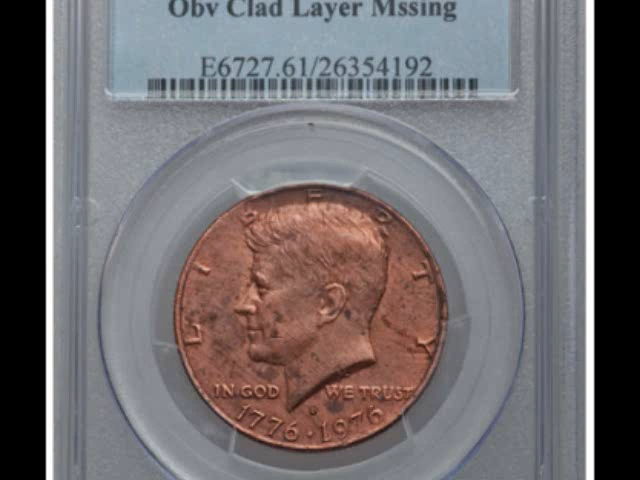 Obv Clad Layer Mssing
E6727.61/26354192
LIBERTY
IN GOD WE TRUST
D
1776·1976